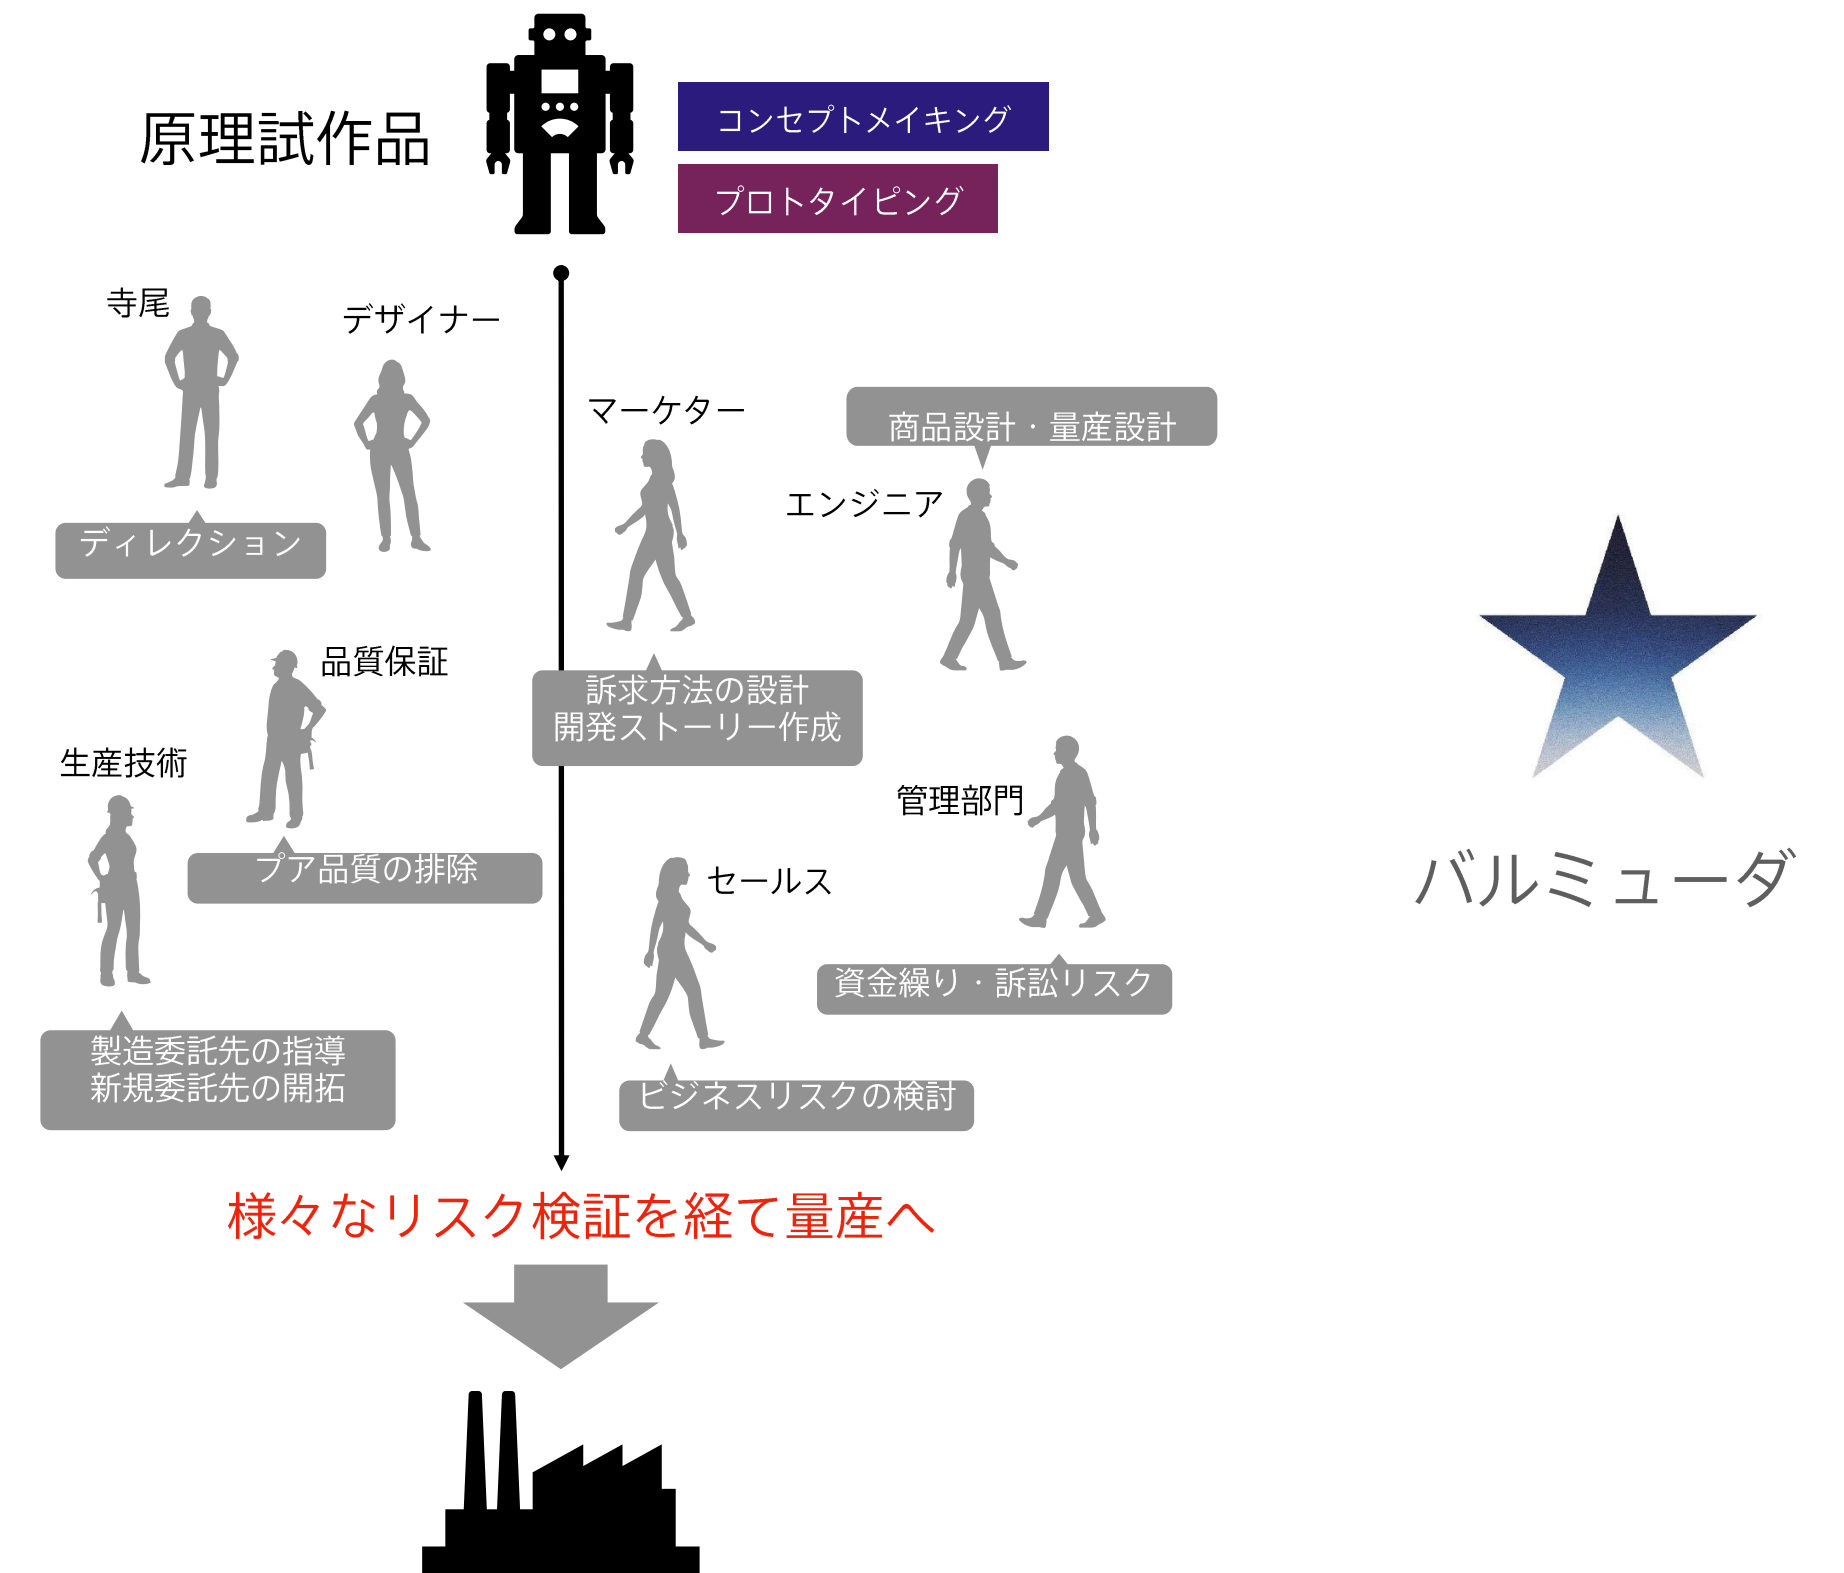 原理試作品
コンセプトメイキング
プロトタイピング
寺尾
デザイナー
ディレクション
マーケター
商品設計・量産設計
エンジニア
品質保証
訴求方法の設計
開発ストーリー作成
生産技術
プア品質の排除
管理部門
セールス
資金繰り・訴訟リスク
製造委託先の指導
新規委託先の開拓
ビジネスリスクの検討
バルミューダ
様々なリスク検証を経て量産へ